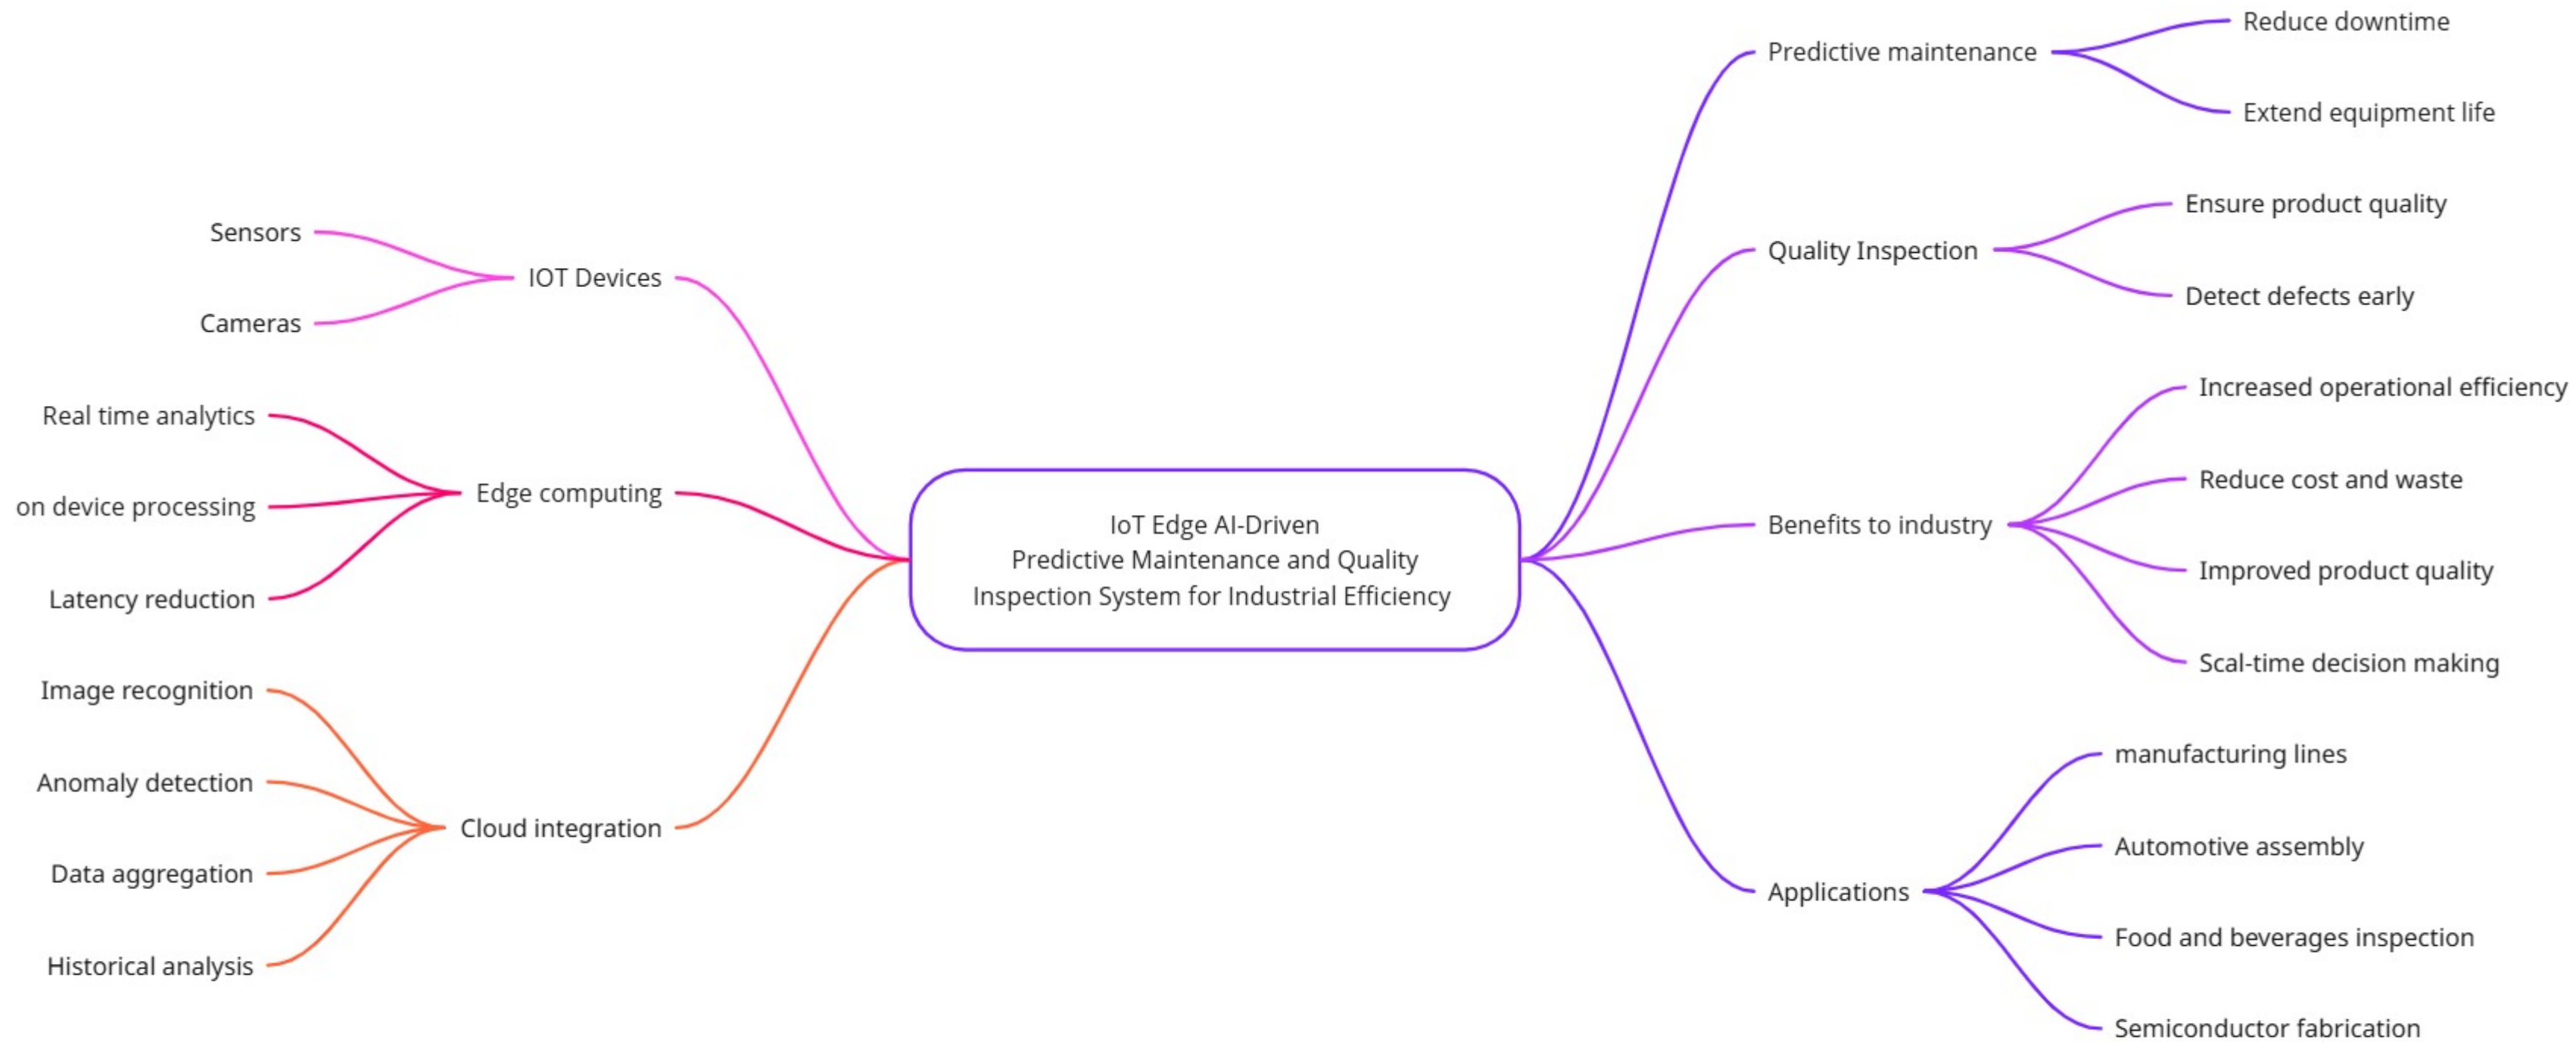 IoT Edge AI-Driven
Predictive Maintenance and Quality
Inspection System for Industrial Efficiency
IOT Devices
Sensors
Cameras
Edge computing
Real time analytics
on device processing
Latency reduction
Cloud integration
Image recognition
Anomaly detection
Data aggregation
Historical analysis
Predictive maintenance
Reduce downtime
Extend equipment life
Quality Inspection
Ensure product quality
Detect defects early
Benefits to industry
Increased operational efficiency
Reduce cost and waste
Improved product quality
Scal-time decision making
Applications
manufacturing lines
Automotive assembly
Food and beverages inspection
Semiconductor fabrication